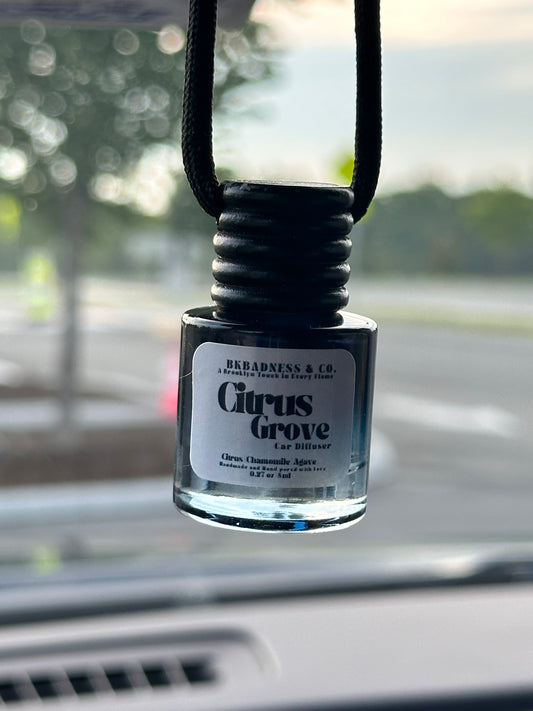 BKBADNESS & CO.
A Brooklyn Touch in Every Flame
Citrus
Grove
Car Diffuser
Citrus Chamomile Agave
Handmade and Hand poured with Love
0.27 oz 8ml